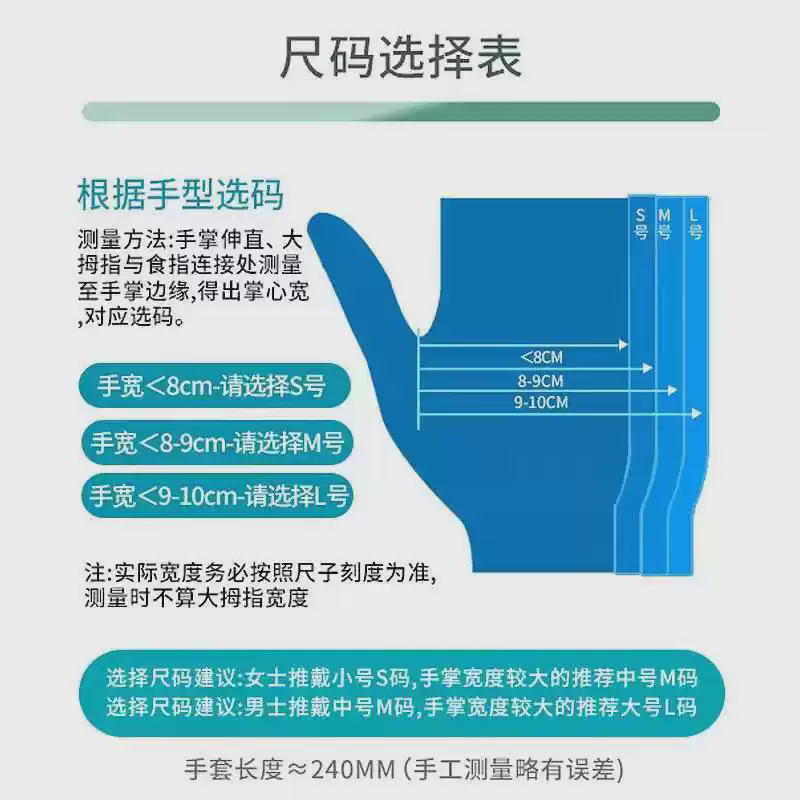 尺码选择表
根据手型选码
测量方法:手掌伸直、大
拇指与食指连接处测量
至手掌边缘,得出掌心宽
,对应选码。
手宽＜8cm-请选择S号
手宽＜8-9cm-请选择M号
手宽＜9-10cm-请选择L号
S号
M号
L号
＜8CM
8-9CM
9-10CM
注:实际宽度务必按照尺子刻度为准,
测量时不算大拇指宽度
选择尺码建议:女士推戴小号S码,手掌宽度较大的推荐中号M码
选择尺码建议:男士推戴中号M码,手掌宽度较大的推荐大号L码
手套长度≈240MM（手工测量略有误差）